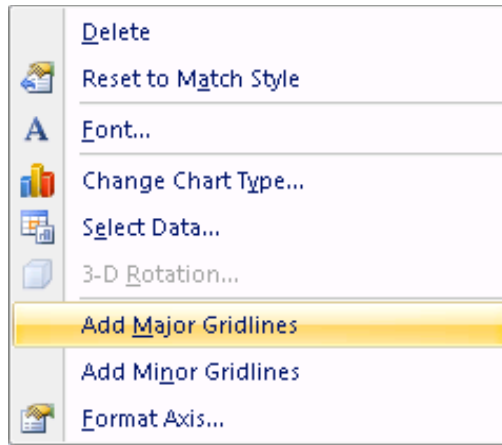 Delete
Reset to Match Style
Font...
Change Chart Type...
Select Data...
3-D Rotation...
Add Major Gridlines
Add Minor Gridlines
Format Axis...